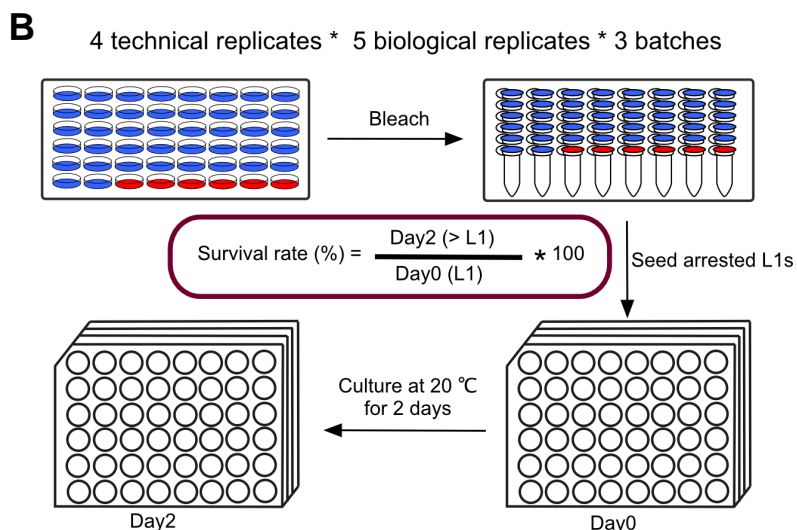 B
4 technical replicates * 5 biological replicates * 3 batches
Bleach
Survival rate (%) = Day2 (> L1) / Day0 (L1) * 100
Seed arrested L1s
Culture at 20 ℃
for 2 days
Day2
Day0